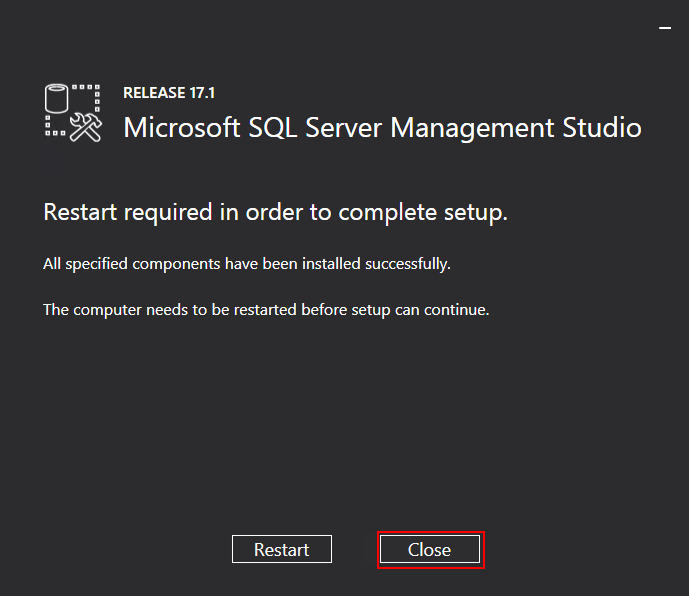 RELEASE 17.1
Microsoft SQL Server Management Studio
Restart required in order to complete setup.
All specified components have been installed successfully.
The computer needs to be restarted before setup can continue.
Restart
Close